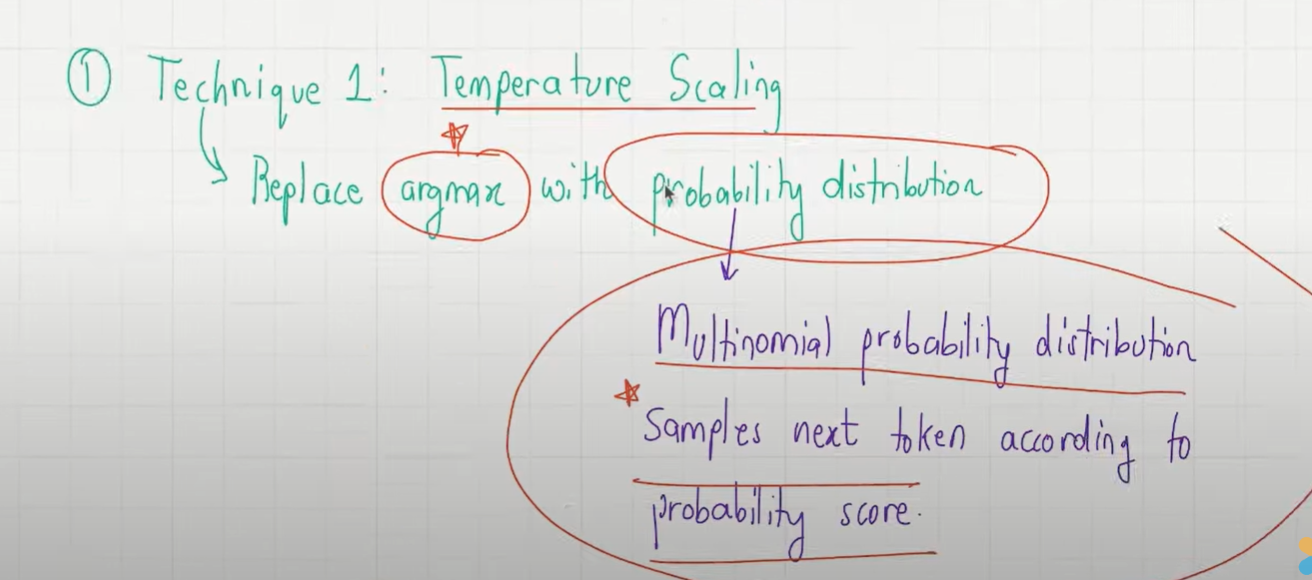 ① Technique 1: Temperature Scaling
Replace argmax with probability distribution
Multinomial probability distribution
Samples next token according to
probability score.